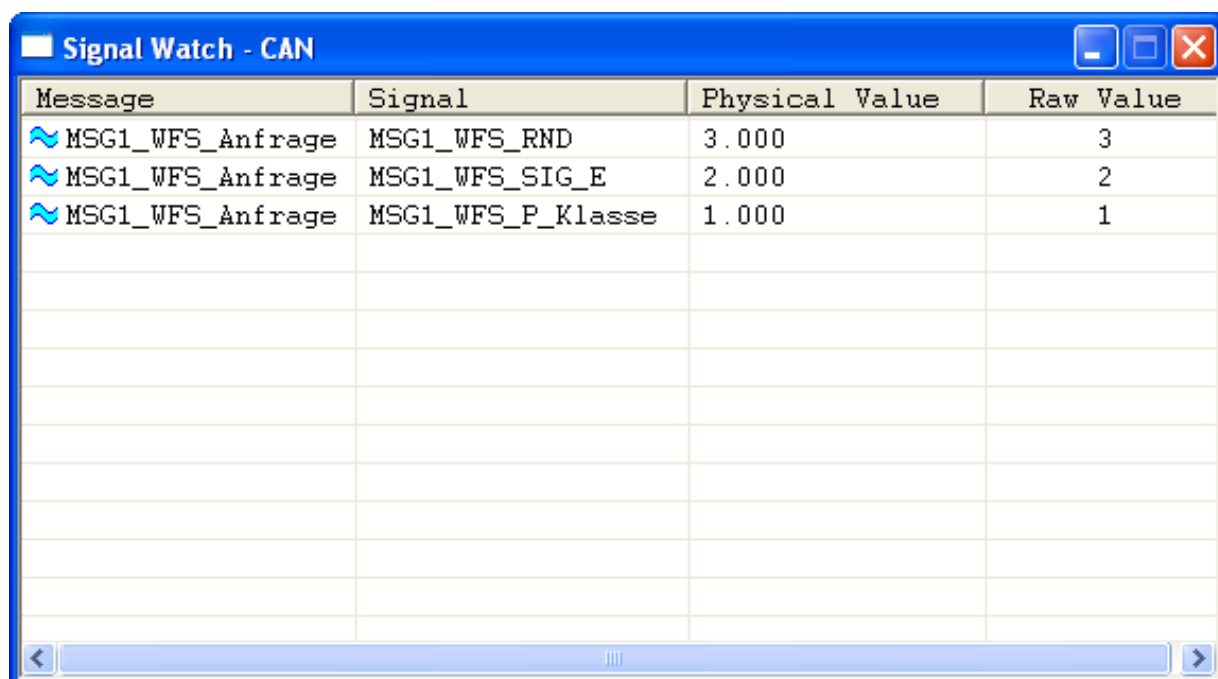 Signal Watch - CAN
Message Signal Physical Value Raw Value
MSG1_WFS_Anfrage MSG1_WFS_RND 3.000 3
MSG1_WFS_Anfrage MSG1_WFS_SIG_E 2.000 2
MSG1_WFS_Anfrage MSG1_WFS_P_Klasse 1.000 1